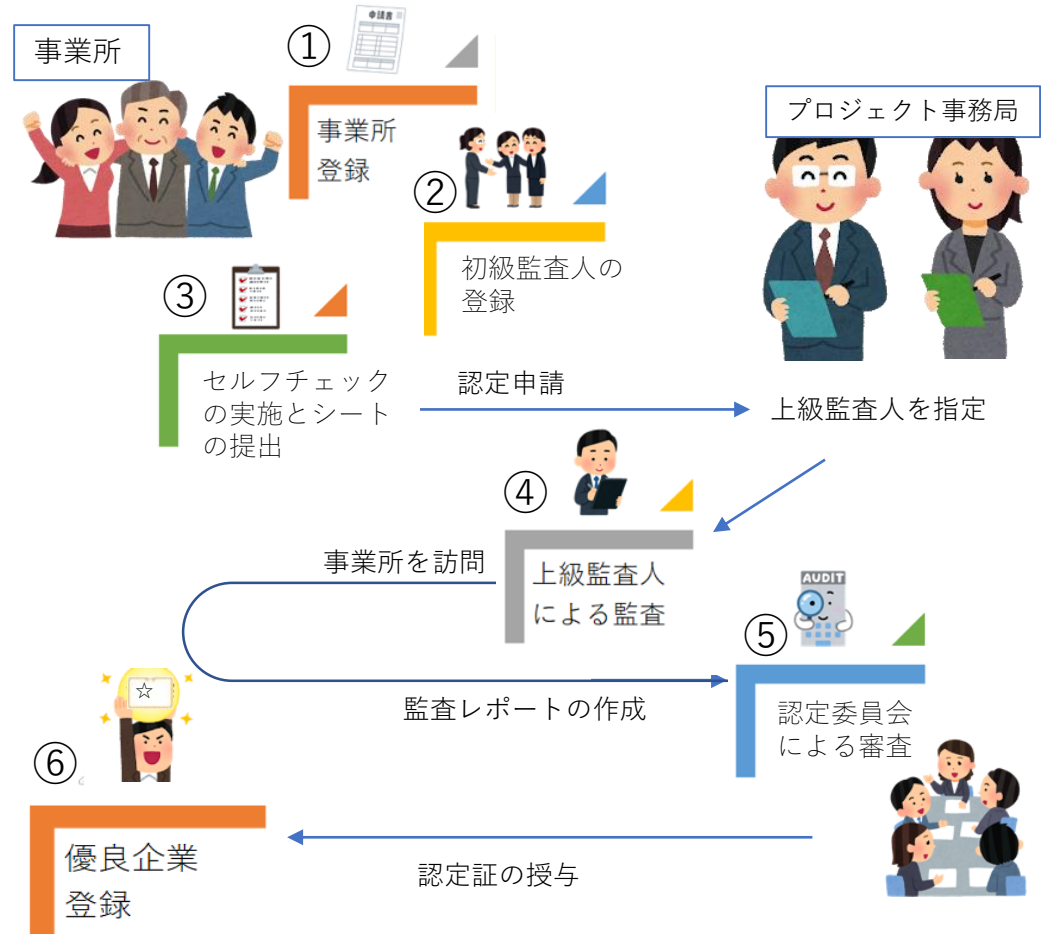 事業所
①
申請書
事業所
登録
プロジェクト事務局
②
初級監査人の
登録
③
セルフチェック
の実施とシート
の提出
認定申請
上級監査人を指定
④
事業所を訪問
上級監査人
による監査
AUDIT
⑤
監査レポートの作成
認定委員会
による審査
☆
⑥
優良企業
登録
認定証の授与